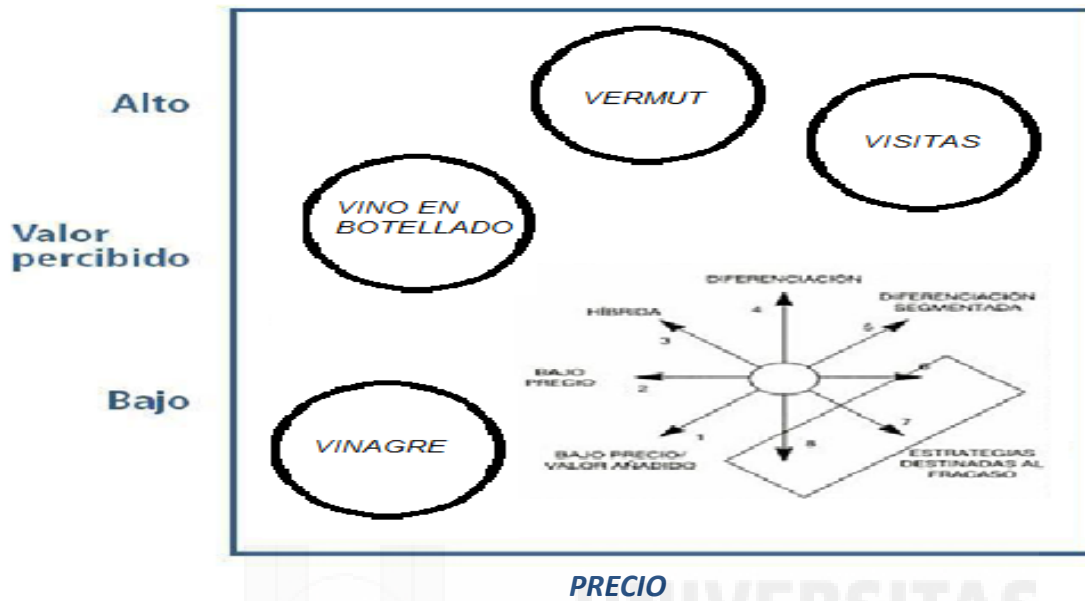 Alto
VERMUT
VISITAS
VINO EN
BOTELLADO
Valor
percibido
DIFERENCIACIÓN
4
DIFERENCIACIÓN
SEGMENTADA
5
HÍBRIDA
3
BAJO
PRECIO
2
6
Bajo
VINAGRE
1
8
7
BAJO PRECIO/
VALOR AÑADIDO
ESTRATEGIAS
DESTINADAS AL
FRACASO
PRECIO
UNIVERSITAS